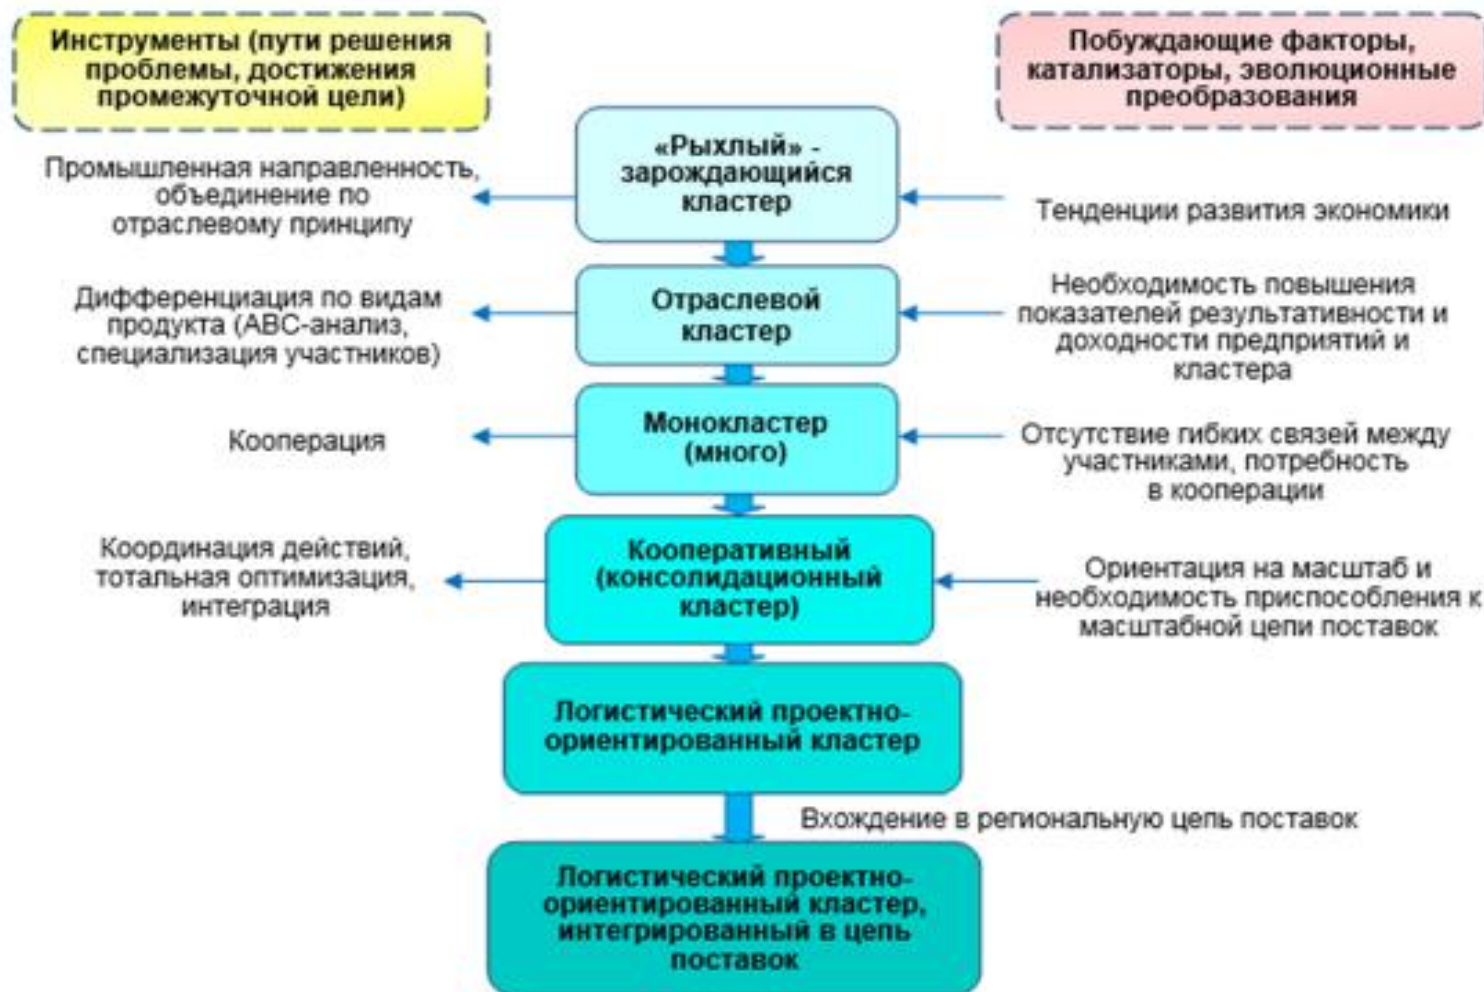 Инструменты (пути решения
проблемы, достижения
промежуточной цели)
Побуждающие факторы,
катализаторы, эволюционные
преобразования
«Рыхлый» -
зарождающийся
кластер
Промышленная направленность,
объединение по
отраслевому принципу
Тенденции развития экономики
Отраслевой
кластер
Дифференциация по видам
продукта (АВС-анализ,
специализация участников)
Необходимость повышения
показателей результативности и
доходности предприятий и
кластера
Монокластер
(много)
Кооперация
Отсутствие гибких связей между
участниками, потребность
в кооперации
Кооперативный
(консолидационный
кластер)
Координация действий,
тотальная оптимизация,
интеграция
Ориентация на масштаб и
необходимость приспособления к
масштабной цепи поставок
Логистический проектно-
ориентированный кластер
Вхождение в региональную цепь поставок
Логистический проектно-
ориентированный кластер,
интегрированный в цепь
поставок